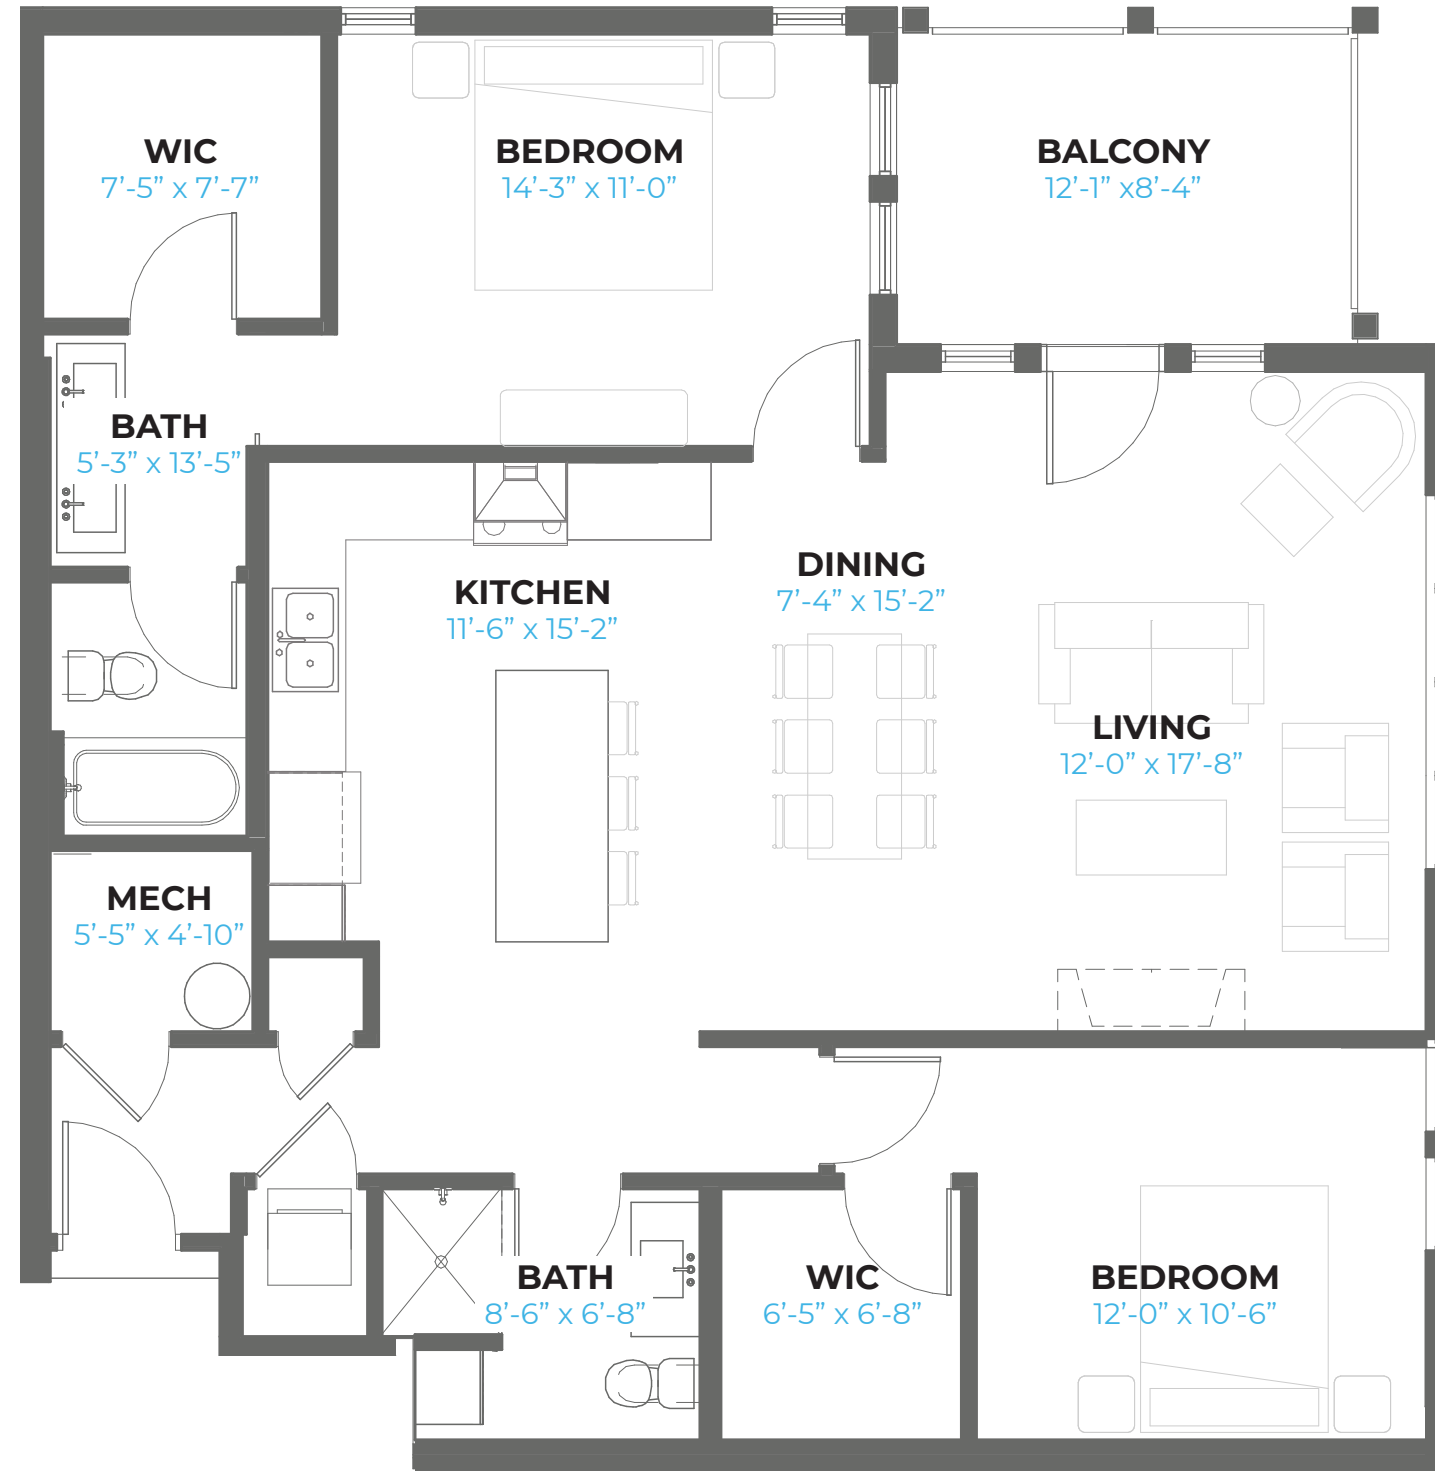 WIC
7’-5” x 7’-7”
BEDROOM
14’-3” x 11’-0”
BALCONY
12’-1” x8’-4”
BATH
5’-3” x 13’-5”
KITCHEN
11’-6” x 15’-2”
DINING
7’-4” x 15’-2”
LIVING
12’-0” x 17’-8”
MECH
5’-5” x 4’-10”
BATH
8’-6” x 6’-8”
WIC
6’-5” x 6’-8”
BEDROOM
12’-0” x 10’-6”